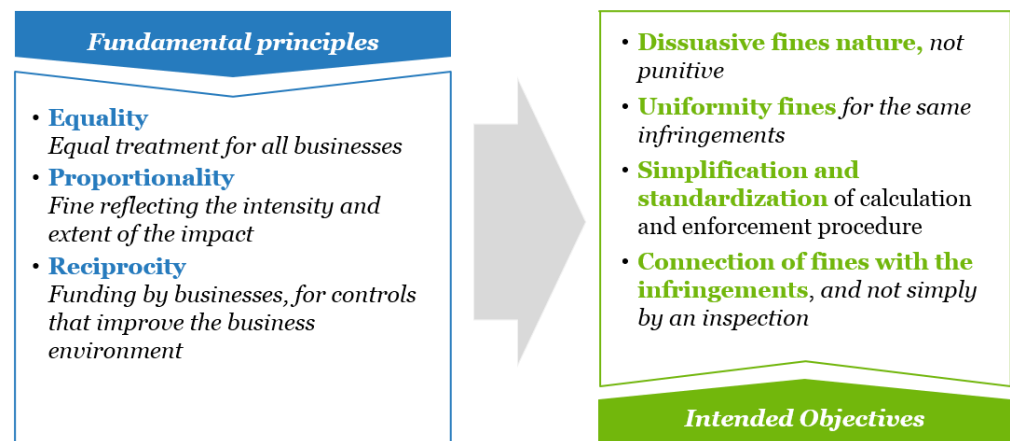 Fundamental principles
• Equality
Equal treatment for all businesses
• Proportionality
Fine reflecting the intensity and
extent of the impact
• Reciprocity
Funding by businesses, for controls
that improve the business
environment
• Dissuasive fines nature, not
punitive
• Uniformity fines for the same
infringements
• Simplification and
standardization of calculation
and enforcement procedure
• Connection of fines with the
infringements, and not simply
by an inspection
Intended Objectives